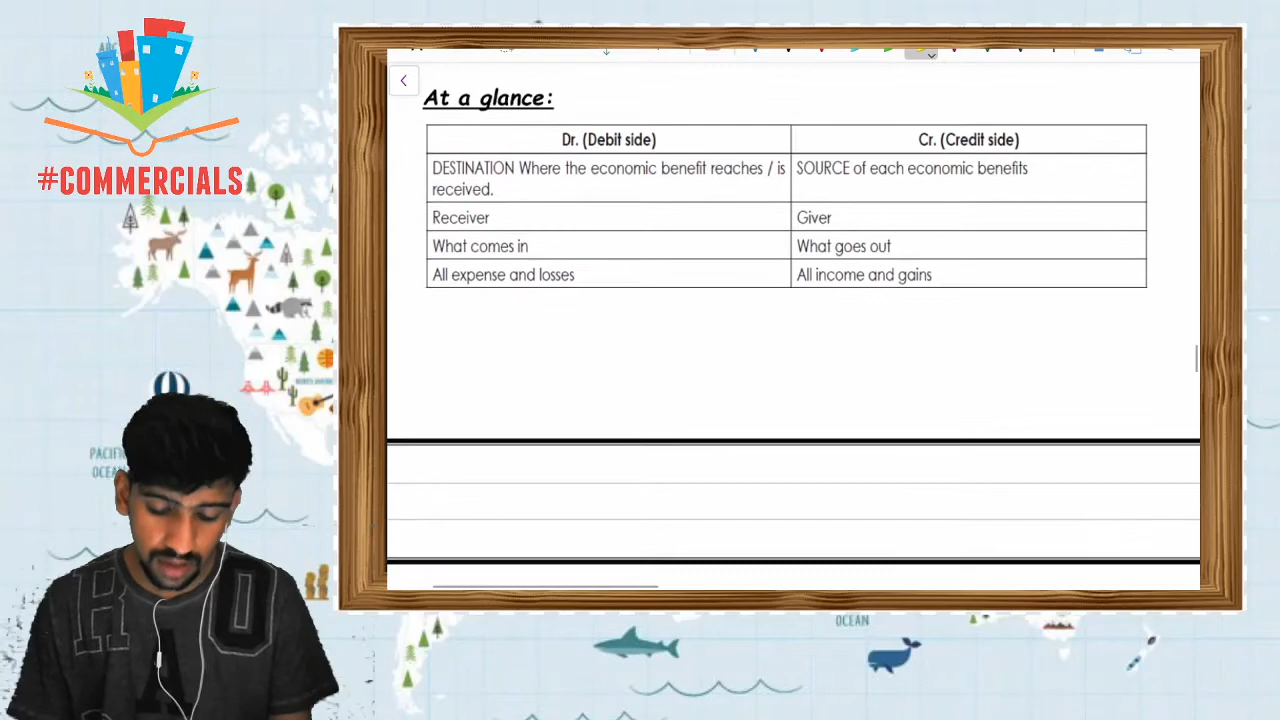 #COMMERCIALS
At a glance:
Dr. (Debit side)
Cr. (Credit side)
DESTINATION Where the economic benefit reaches / is
received.
SOURCE of each economic benefits
Receiver
Giver
What comes in
What goes out
All expense and losses
All income and gains
PACIFIC
OCEAN
OCEAN